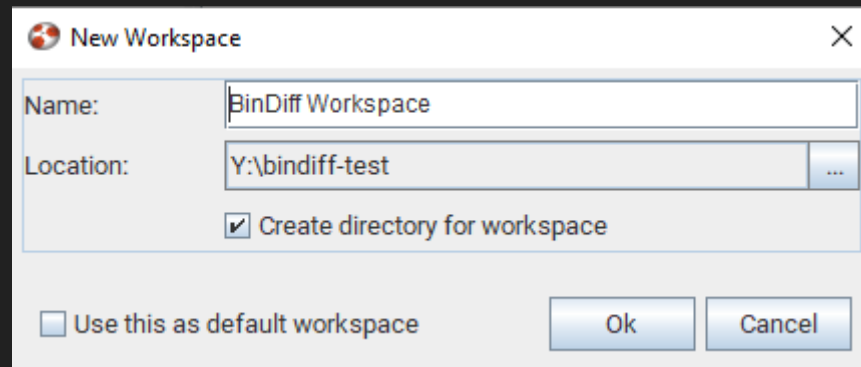 New Workspace
Name: BinDiff Workspace
Location: Y:\bindiff-test ...
Create directory for workspace
Use this as default workspace Ok Cancel